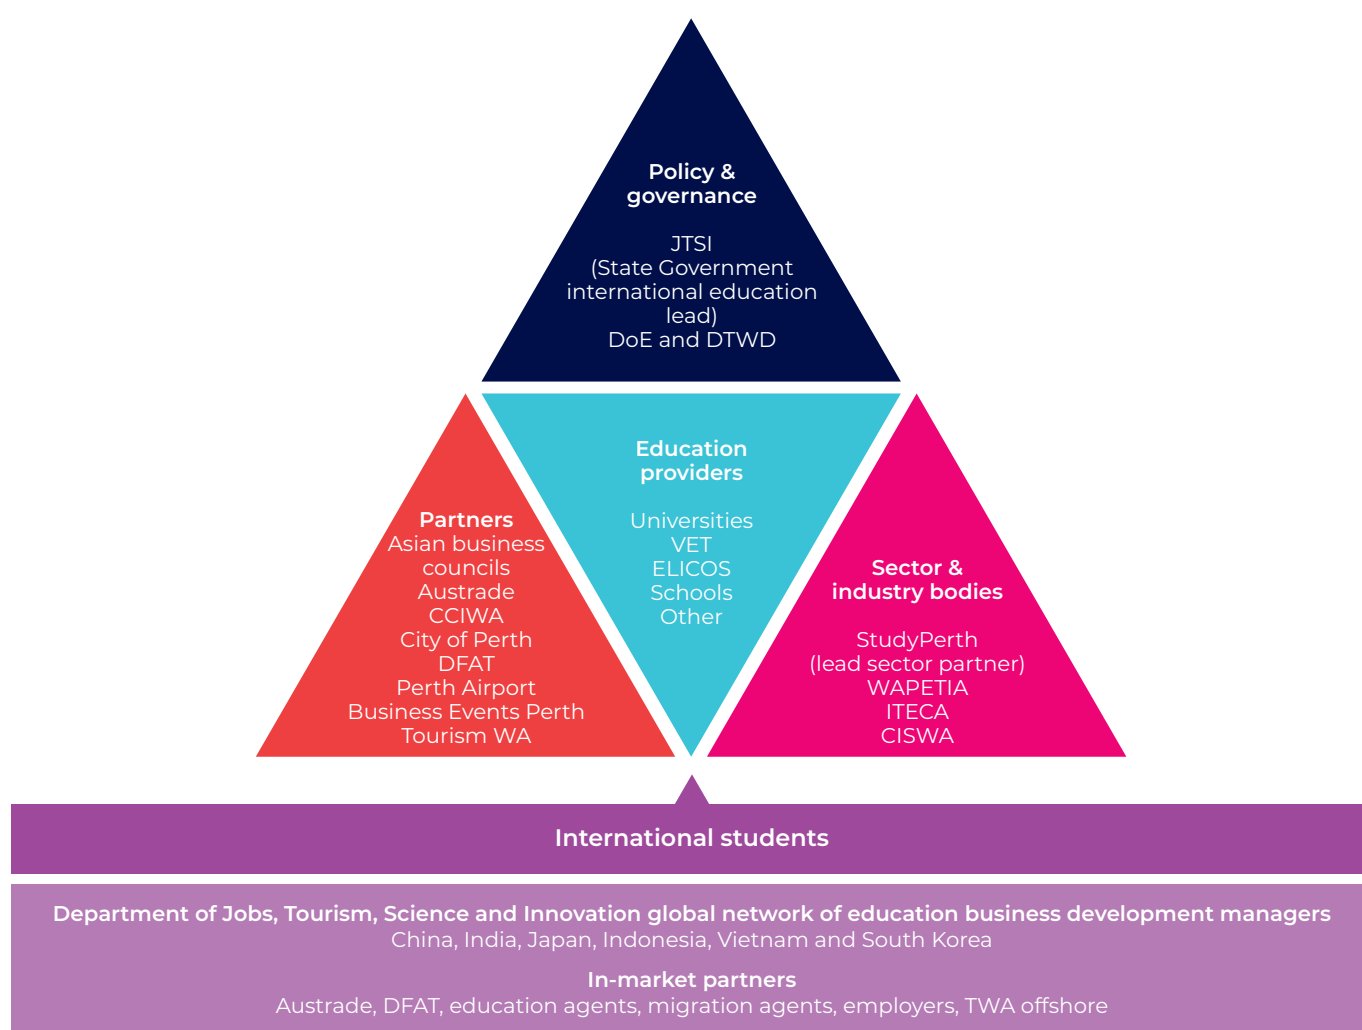 Policy &
governance
JTSI
(State Government
international education
lead)
DoE and DTWD
Education
providers
Universities
VET
ELICOS
Schools
Other
Partners
Asian business
councils
Austrade
CCIWA
City of Perth
DFAT
Perth Airport
Business Events Perth
Tourism WA
Sector &
industry bodies
StudyPerth
(lead sector partner)
WAPETIA
ITECA
CISWA
International students
Department of Jobs, Tourism, Science and Innovation global network of education business development managers
China, India, Japan, Indonesia, Vietnam and South Korea
In-market partners
Austrade, DFAT, education agents, migration agents, employers, TWA offshore